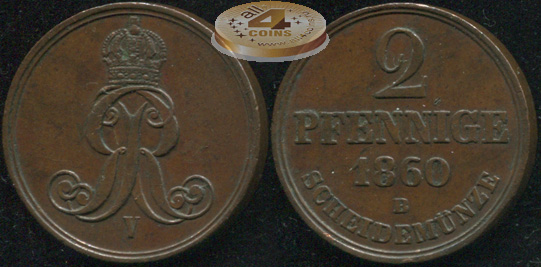 V
all
4
COINS
2
PFENNIGE
1860
B
SCHEIDEMÜNZE